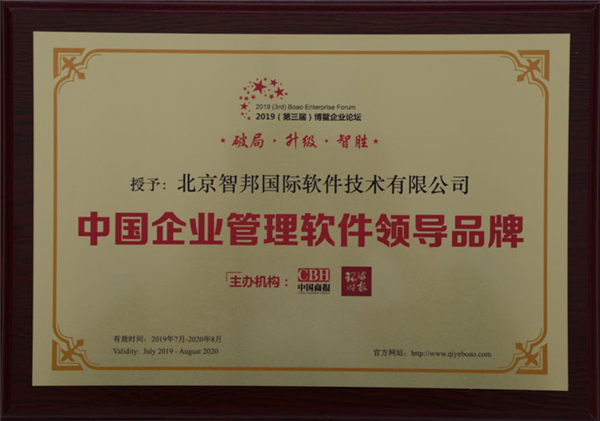 2019 (3rd) Boao Enterprise Forum
2019（第三届）博鳌企业论坛
破局·升级·智胜
授予：北京智邦国际软件技术有限公司
中国企业管理软件领导品牌
主办机构：
CBH
中国商报
有效时间：2019年7月-2020年8月
Validity: July 2019 - August 2020
官方网站：http://www.qiyeboao.com